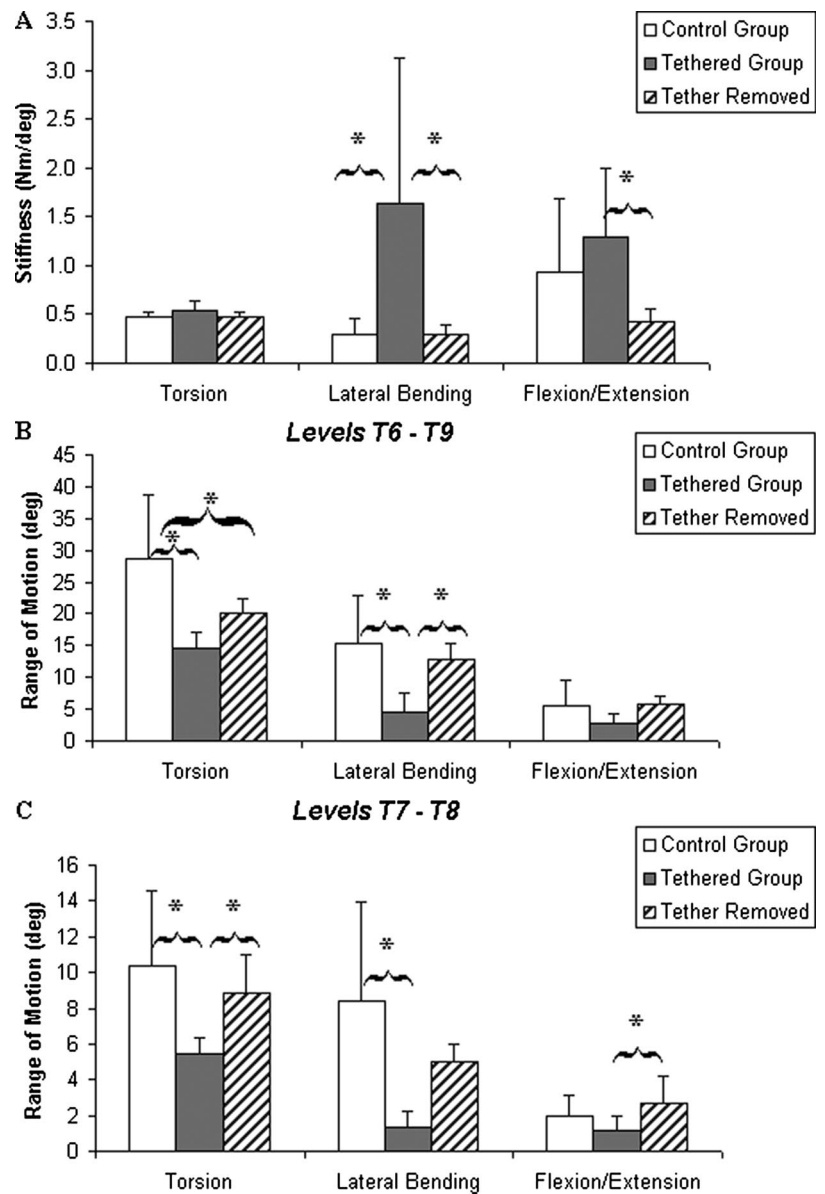 A
Control Group
Tethered Group
Tether Removed
3.5
3.0
2.5
2.0
1.5
1.0
0.5
0.0
Stiffness (Nm/deg)
* * *
Torsion Lateral Bending Flexion/Extension
B Levels T6 - T9
Control Group
Tethered Group
Tether Removed
45
40
35
30
25
20
15
10
5
0
Range of Motion (deg)
* * * *
Torsion Lateral Bending Flexion/Extension
C Levels T7 - T8
Control Group
Tethered Group
Tether Removed
16
14
12
10
8
6
4
2
0
Range of Motion (deg)
* * * *
Torsion Lateral Bending Flexion/Extension